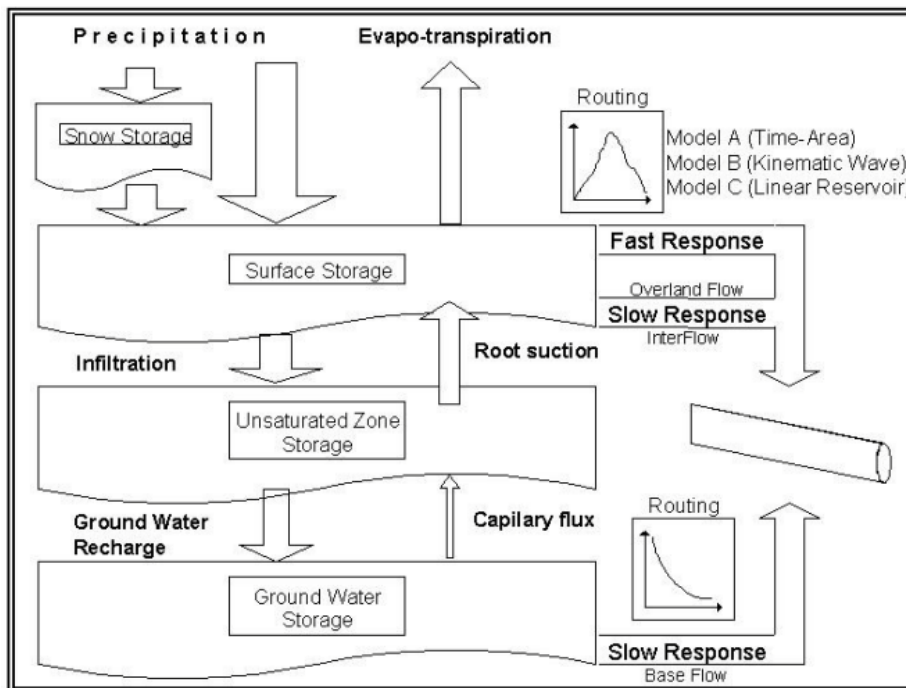 P r e c i p i t a t i o n
Evapo-transpiration
Snow Storage
Routing
Model A (Time-Area)
Model B (Kinematic Wave)
Model C (Linear Reservoir)
Surface Storage
Fast Response
Overland Flow
Slow Response
InterFlow
Infiltration
Root suction
Unsaturated Zone
Storage
Ground Water
Recharge
Capilary flux
Routing
Ground Water
Storage
Slow Response
Base Flow